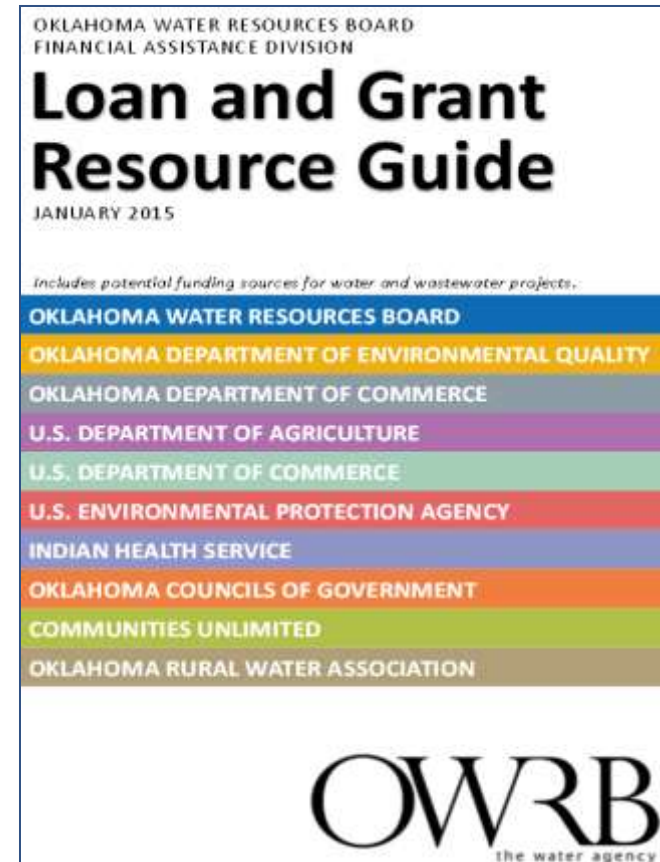 OKLAHOMA WATER RESOURCES BOARD
FINANCIAL ASSISTANCE DIVISION
Loan and Grant
Resource Guide
JANUARY 2015
Includes potential funding sources for water and wastewater projects.
OKLAHOMA WATER RESOURCES BOARD
OKLAHOMA DEPARTMENT OF ENVIRONMENTAL QUALITY
OKLAHOMA DEPARTMENT OF COMMERCE
U.S. DEPARTMENT OF AGRICULTURE
U.S. DEPARTMENT OF COMMERCE
U.S. ENVIRONMENTAL PROTECTION AGENCY
INDIAN HEALTH SERVICE
OKLAHOMA COUNCILS OF GOVERNMENT
COMMUNITIES UNLIMITED
OKLAHOMA RURAL WATER ASSOCIATION
OWRB
the water agency